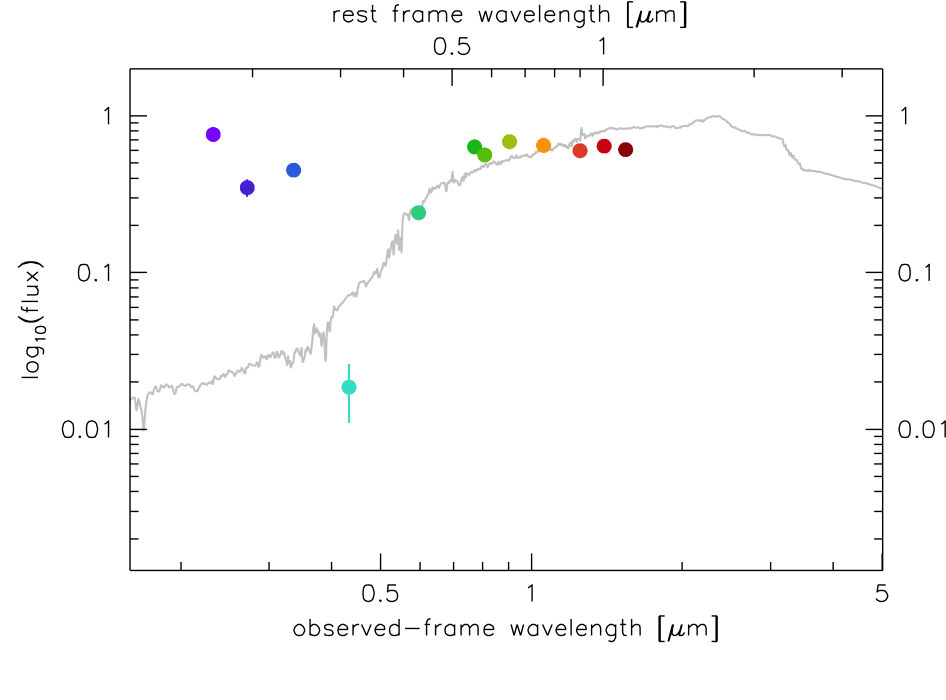 rest frame wavelength [μm]
0.5 1
1 1
0.1 0.1
0.01 0.01
log₁₀(flux)
0.5 1 5
observed−frame wavelength [μm]